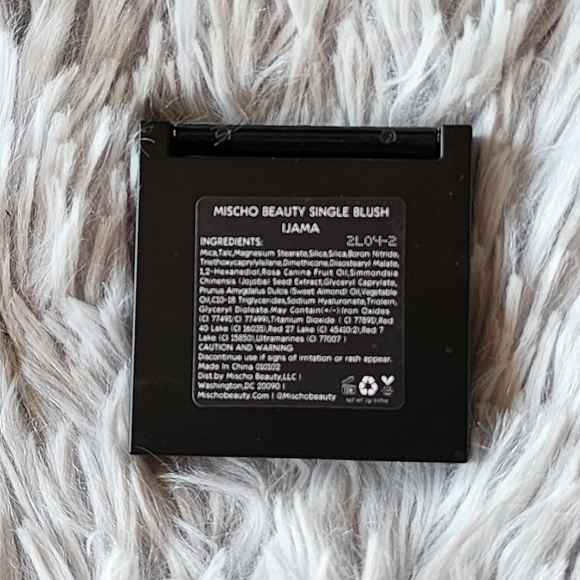 MISCHO BEAUTY SINGLE BLUSH
IJAMA
INGREDIENTS: 2L04-2
Mica,Talc,Magnesium Stearate,Silica,Silica,Boron Nitride,
Triethoxycaprylylsilane,Dimethicone,Diisostearyl Malate,
1,2-Hexanediol,Rosa Canina Fruit Oil,Simmondsia
Chinensis (Jojoba) Seed Extract,Glyceryl Caprylate,
Prunus Amygdalus Dulcis (Sweet Almond) Oil,Vegetable
Oil,C10-18 Triglycerides,Sodium Hyaluronate,Triolein,
Glyceryl Dioleate.May Contain(+/-)Iron Oxides
(CI 77491/CI 77499),Titanium Dioxide ( CI 77891),Red
40 Lake (CI 16035),Red 27 Lake (CI 45410:2),Red 7
Lake (CI 15850),Ultramarines (CI 77007 )
CAUTION AND WARNING
Discontinue use if signs of irritation or rash appear.
Made In China 010102
Dist.by Mischo Beauty,LLC |
Washington,DC 20090 |
Mischobeauty.Com | @Mischobeauty